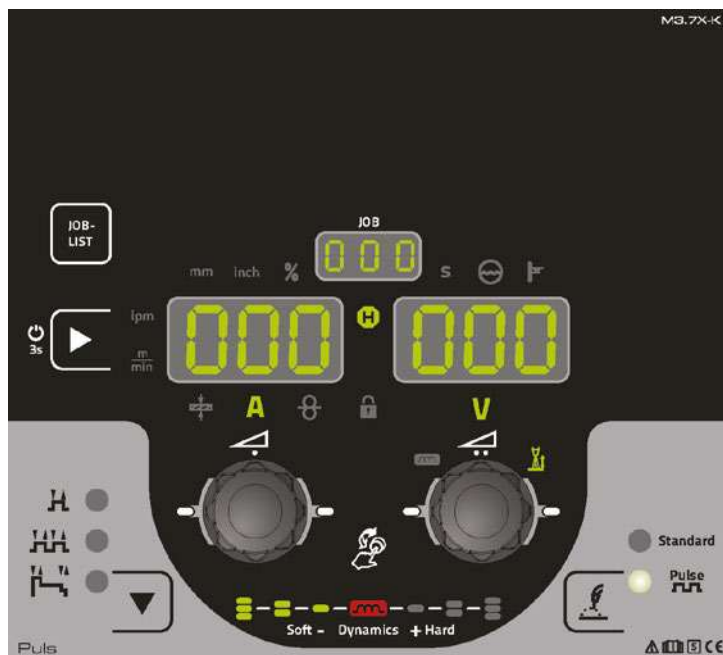 M3.7X-K
JOB-
LIST
JOB
000
mm inch % s
ipm
000 H 000
3s
m
min
A V
Standard
Pulse
Soft - Dynamics + Hard
Puls
S CE